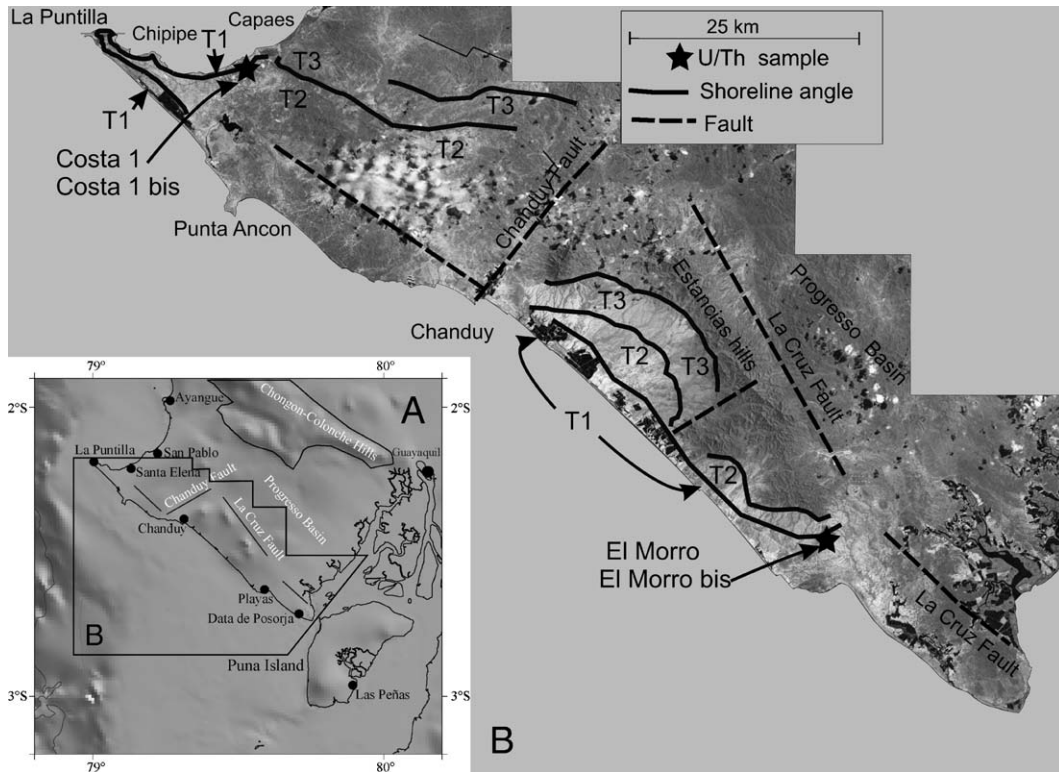 La Puntilla
Capaes
Chipipe
T1
T3
T2
T1
T3
T2
Costa 1
Costa 1 bis
Punta Ancon
Chanduy Fault
25 km
U/Th sample
Shoreline angle
Fault
Chanduy
T3
T2
T3
Estancias hills
La Cruz Fault
Progresso Basin
T1
T2
El Morro
El Morro bis
La Cruz Fault
B
79°
80°
2°S
A
Ayangue
Chongon-Colonche Hills
La Puntilla
San Pablo
Guayaquil
Santa Elena
Chanduy Fault
Progresso Basin
Chanduy
La Cruz Fault
Playas
Data de Posorja
B
Puna Island
Las Peñas
3°S
3°S
79°
80°